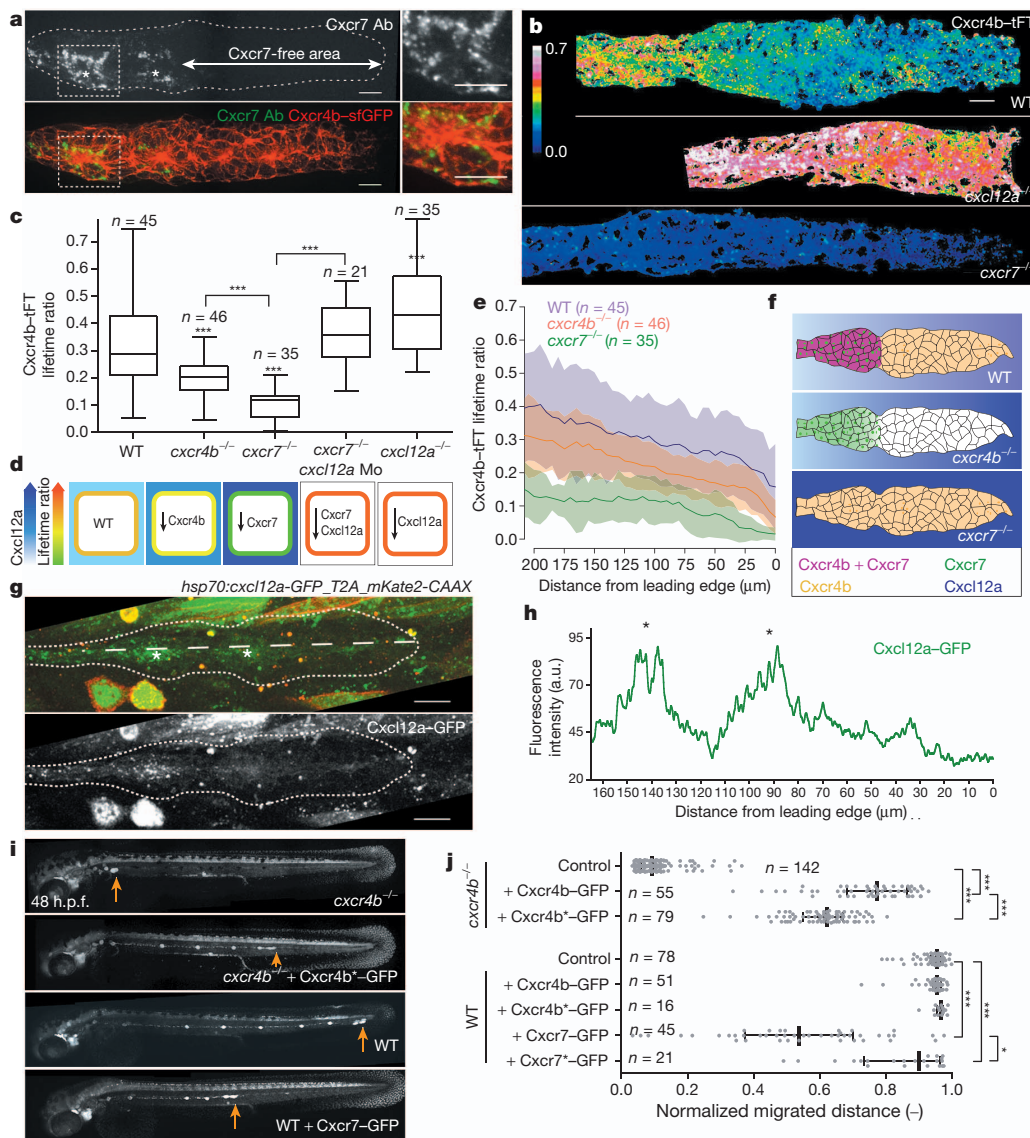 a
Cxcr7 Ab
Cxcr7-free area
*
*
Cxcr7 Ab Cxcr4b–sfGFP
b
Cxcr4b–tFT
0.7
0.0
WT
cxcl12a–/–
cxcr7–/–
c
Cxcr4b–tFT
lifetime ratio
0.7
0.6
0.5
0.4
0.3
0.2
0.1
0.0
n = 45
n = 46
***
n = 35
***
n = 21
n = 35
***
***
***
WT
cxcr4b–/–
cxcr7–/–
cxcr7–/–
cxcl12a Mo
cxcl12a–/–
d
Cxcl12a
Lifetime ratio
WT
↓Cxcr4b
↓Cxcr7
↓Cxcr7
Cxcl12a
↓Cxcl12a
e
Cxcr4b–tFT lifetime ratio
0.7
0.6
0.5
0.4
0.3
0.2
0.1
0.0
WT (n = 45)
cxcr4b–/– (n = 46)
cxcr7–/– (n = 35)
200 175 150 125 100 75 50 25 0
Distance from leading edge (μm)
f
WT
cxcr4b–/–
cxcr7–/–
Cxcr4b + Cxcr7 Cxcr7
Cxcr4b Cxcl12a
g
hsp70:cxcl12a-GFP_T2A_mKate2-CAAX
*
*
Cxcl12a–GFP
h
Fluorescence
intensity (a.u.)
95
70
45
20
*
*
Cxcl12a–GFP
160 150 140 130 120 110 100 90 80 70 60 50 40 30 20 10 0
Distance from leading edge (μm)
i
48 h.p.f.
cxcr4b–/–
cxcr4b–/– + Cxcr4b*–GFP
WT
WT + Cxcr7–GFP
j
cxcr4b–/–
Control
n = 142
+ Cxcr4b–GFP
n = 55
+ Cxcr4b*–GFP
n = 79
***
***
***
WT
Control
n = 78
+ Cxcr4b–GFP
n = 51
+ Cxcr4b*–GFP
n = 16
+ Cxcr7–GFP
n = 45
+ Cxcr7*–GFP
n = 21
***
***
*
0.0 0.2 0.4 0.6 0.8 1.0
Normalized migrated distance (–)